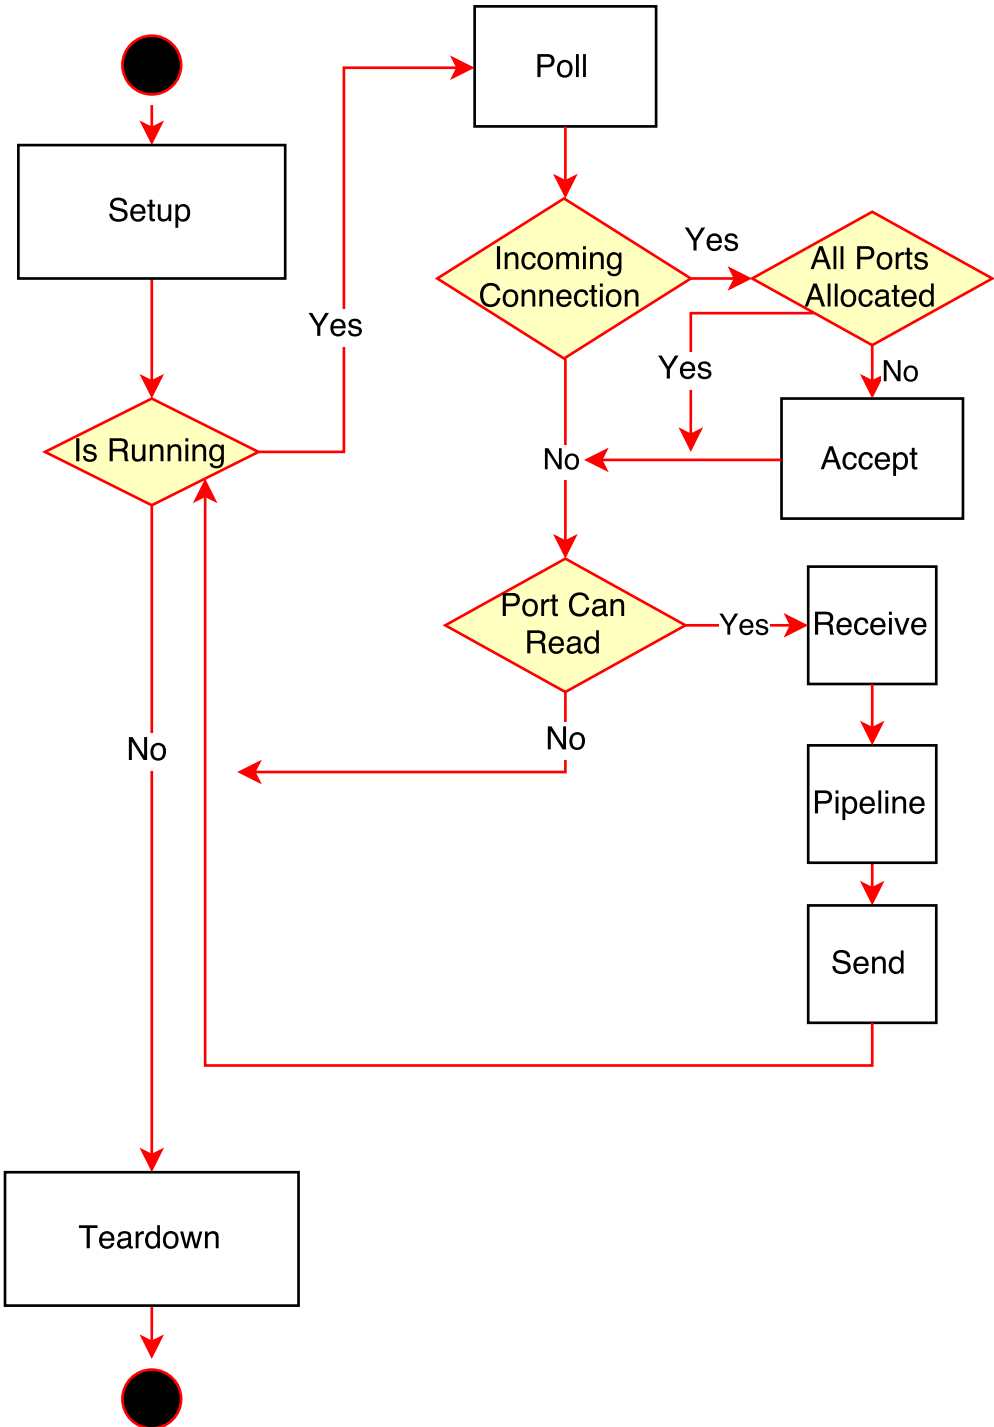 Poll
Setup
Yes
Incoming
Connection
All Ports
Allocated
Yes
Yes
No
Is Running
No
Accept
Port Can
Read
Yes
Receive
No
No
Pipeline
Send
Teardown